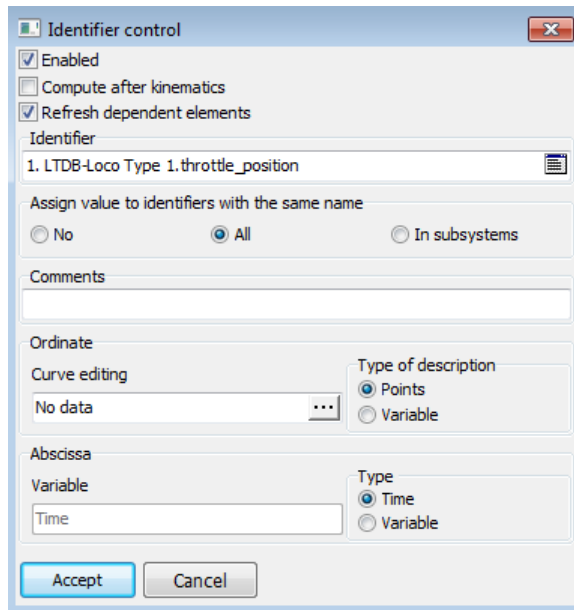 Identifier control
Enabled
Compute after kinematics
Refresh dependent elements
Identifier
1. LTDB-Loco Type 1.throttle_position
Assign value to identifiers with the same name
No All In subsystems
Comments
Ordinate
Curve editing
No data ...
Type of description
Points
Variable
Abscissa
Variable
Time
Type
Time
Variable
Accept Cancel